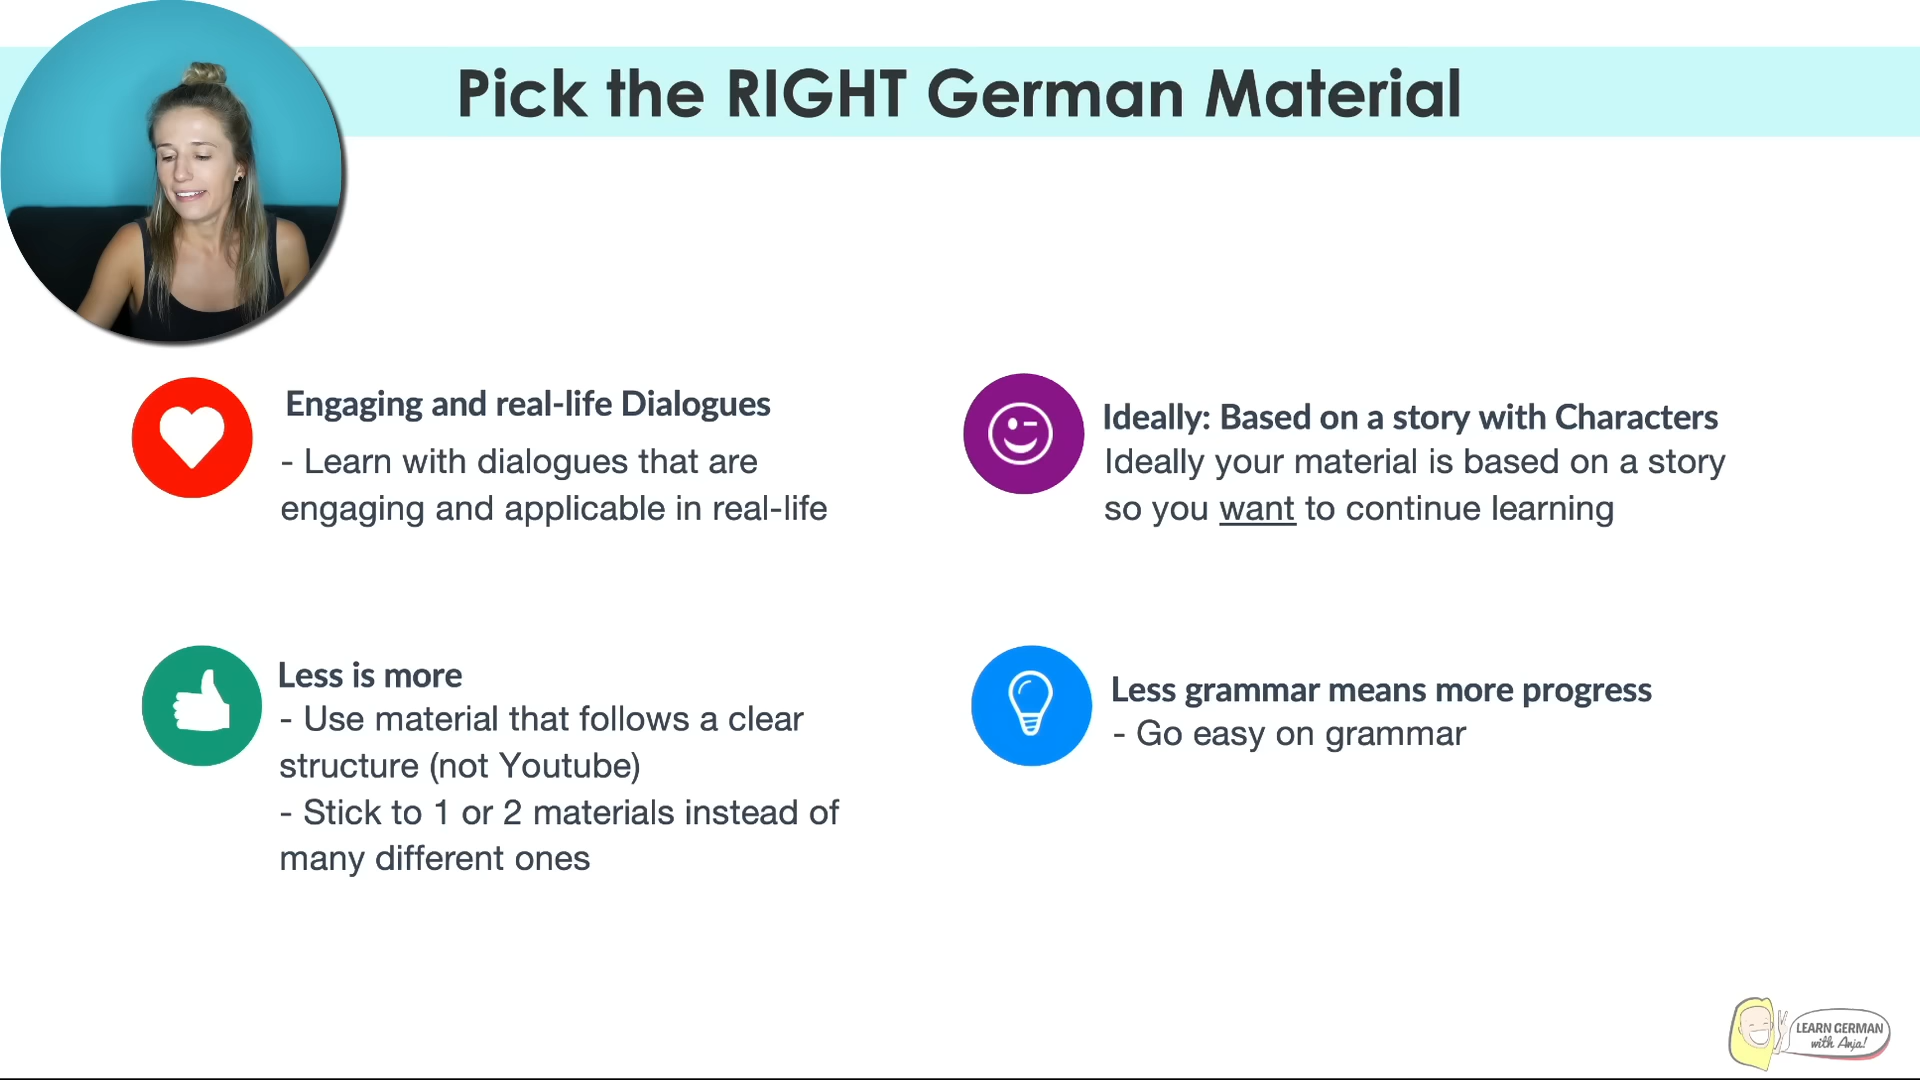 Pick the RIGHT German Material
Engaging and real-life Dialogues
- Learn with dialogues that are
engaging and applicable in real-life
Ideally: Based on a story with Characters
Ideally your material is based on a story
so you want to continue learning
Less is more
- Use material that follows a clear
structure (not Youtube)
- Stick to 1 or 2 materials instead of
many different ones
Less grammar means more progress
- Go easy on grammar
LEARN GERMAN
with Anja!